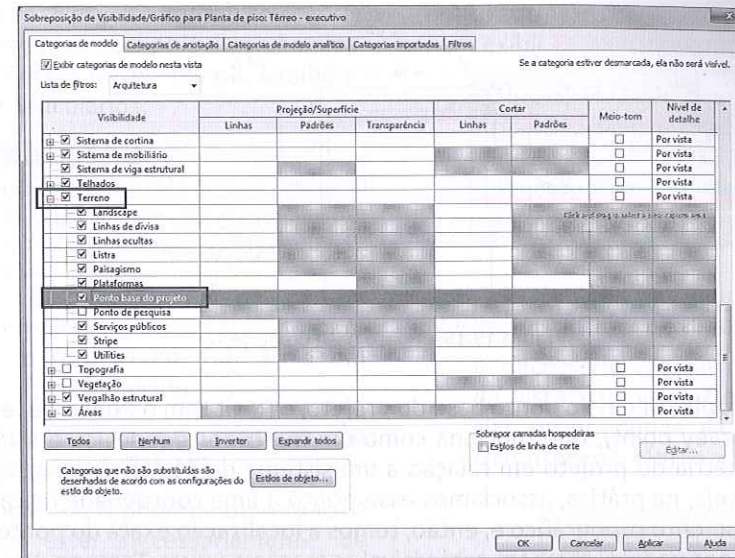 Sobreposição de Visibilidade/Gráfico para Planta de piso: Térreo - executivo
Categorias de modelo Categorias de anotação Categorias de modelo analítico Categorias importadas Filtros
Exibir categorias de modelo nesta vista
Se a categoria estiver desmarcada, ela não será visível.
Lista de filtros: Arquitetura
Visibilidade Projeção/Superfície Cortar Meio-tom Nível de detalhe
Linhas Padrões Transparência Linhas Padrões
Sistema de cortina Por vista
Sistema de mobiliário Por vista
Sistema de viga estrutural Por vista
Telhados Por vista
Terreno Por vista
Landscape
Linhas de divisa
Linhas ocultas
Listra
Paisagismo
Plataformas
Ponto base do projeto
Ponto de pesquisa
Serviços públicos
Stripe
Utilities
Topografia Por vista
Vegetação Por vista
Vergalhão estrutural Por vista
Áreas Por vista
Todos Nenhum Inverter Expandir todos
Sobrepor camadas hospedeiras
Estilos de linha de corte
Editar...
Categorias que não são substituídas são
desenhadas de acordo com as configurações do
estilo do objeto.
Estilos de objeto...
OK Cancelar Aplicar Ajuda